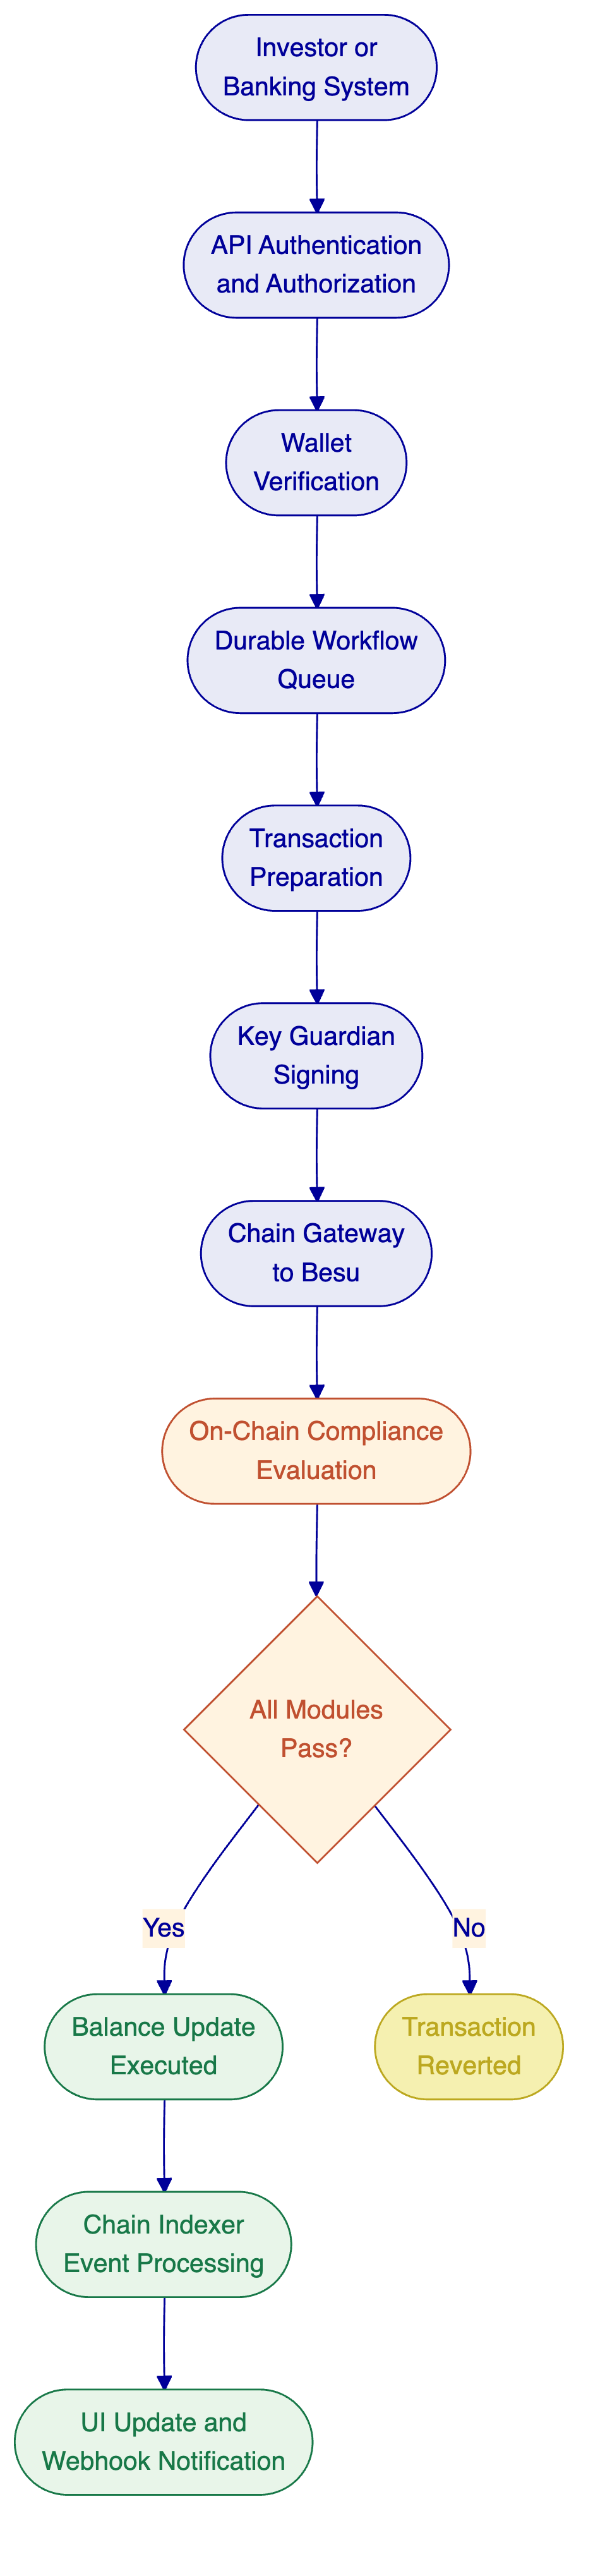 Investor or
Banking System
API Authentication
and Authorization
Wallet
Verification
Durable Workflow
Queue
Transaction
Preparation
Key Guardian
Signing
Chain Gateway
to Besu
On-Chain Compliance
Evaluation
All Modules
Pass?
Yes
No
Balance Update
Executed
Transaction
Reverted
Chain Indexer
Event Processing
UI Update and
Webhook Notification